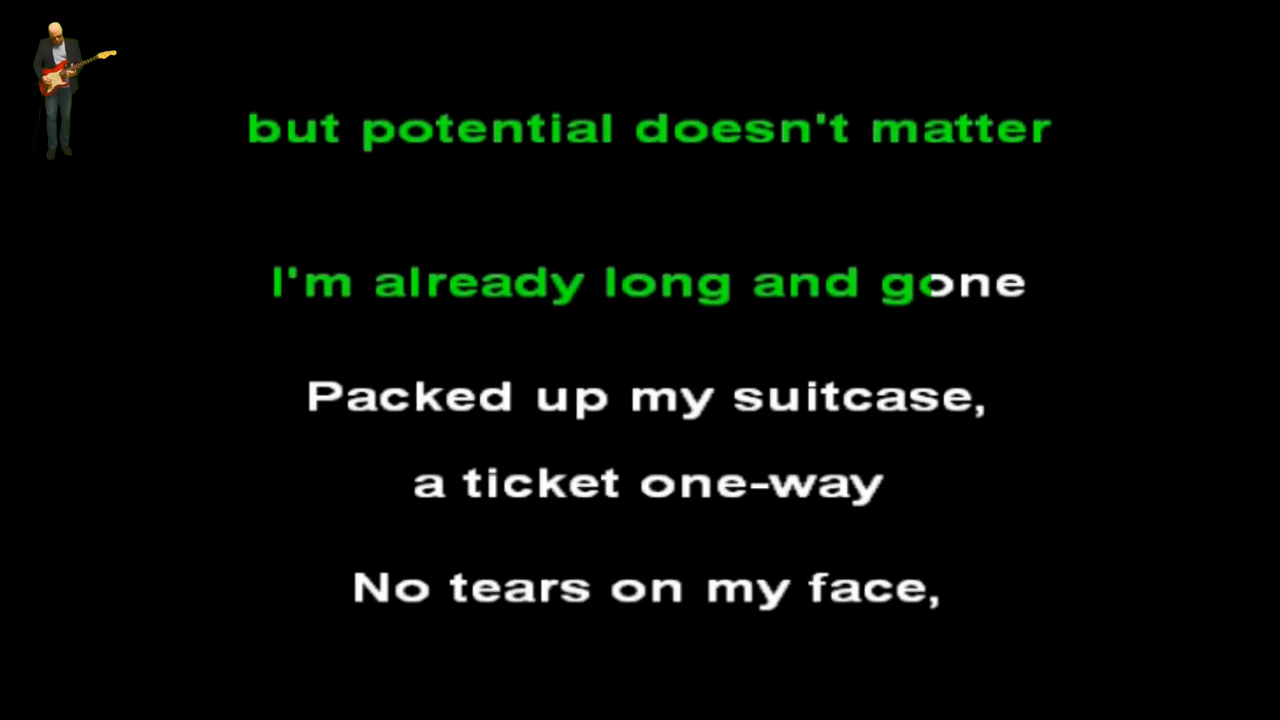 but potential doesn't matter
I'm already long and gone
Packed up my suitcase,
a ticket one-way
No tears on my face,